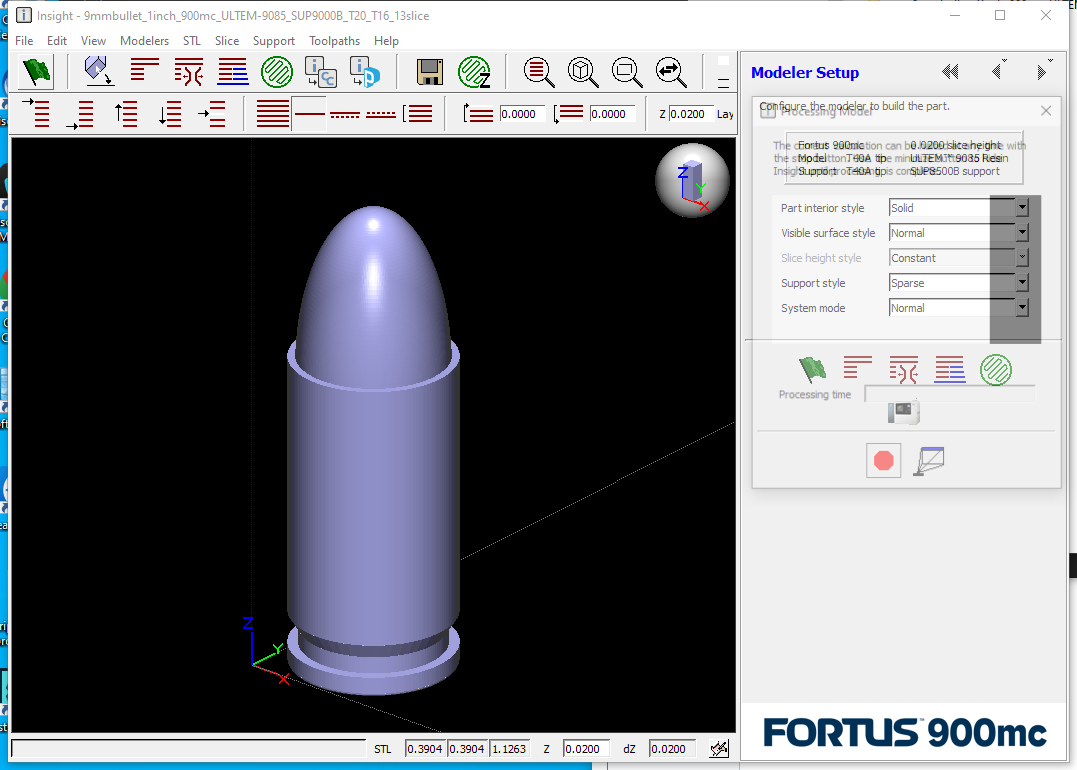 Insight - 9mmbullet_1inch_900mc_ULTEM-9085_SUP9000B_T20_T16_13slice
File Edit View Modelers STL Slice Support Toolpaths Help
0.0000 0.0000 Z 0.0200 Lay
Z
Y
X
Z
Y
X
STL 0.3904 0.3904 1.1263 Z 0.0200 dZ 0.0200
Modeler Setup
Configure the modeler to build the part.
Processing Model
Fortus 900mc 0.0200 slice height
Model T40A tip ULTEM™9085 Resin
Support T40A tip SUP8500B support
Part interior style Solid
Visible surface style Normal
Slice height style Constant
Support style Sparse
System mode Normal
Processing time
FORTUS™ 900mc